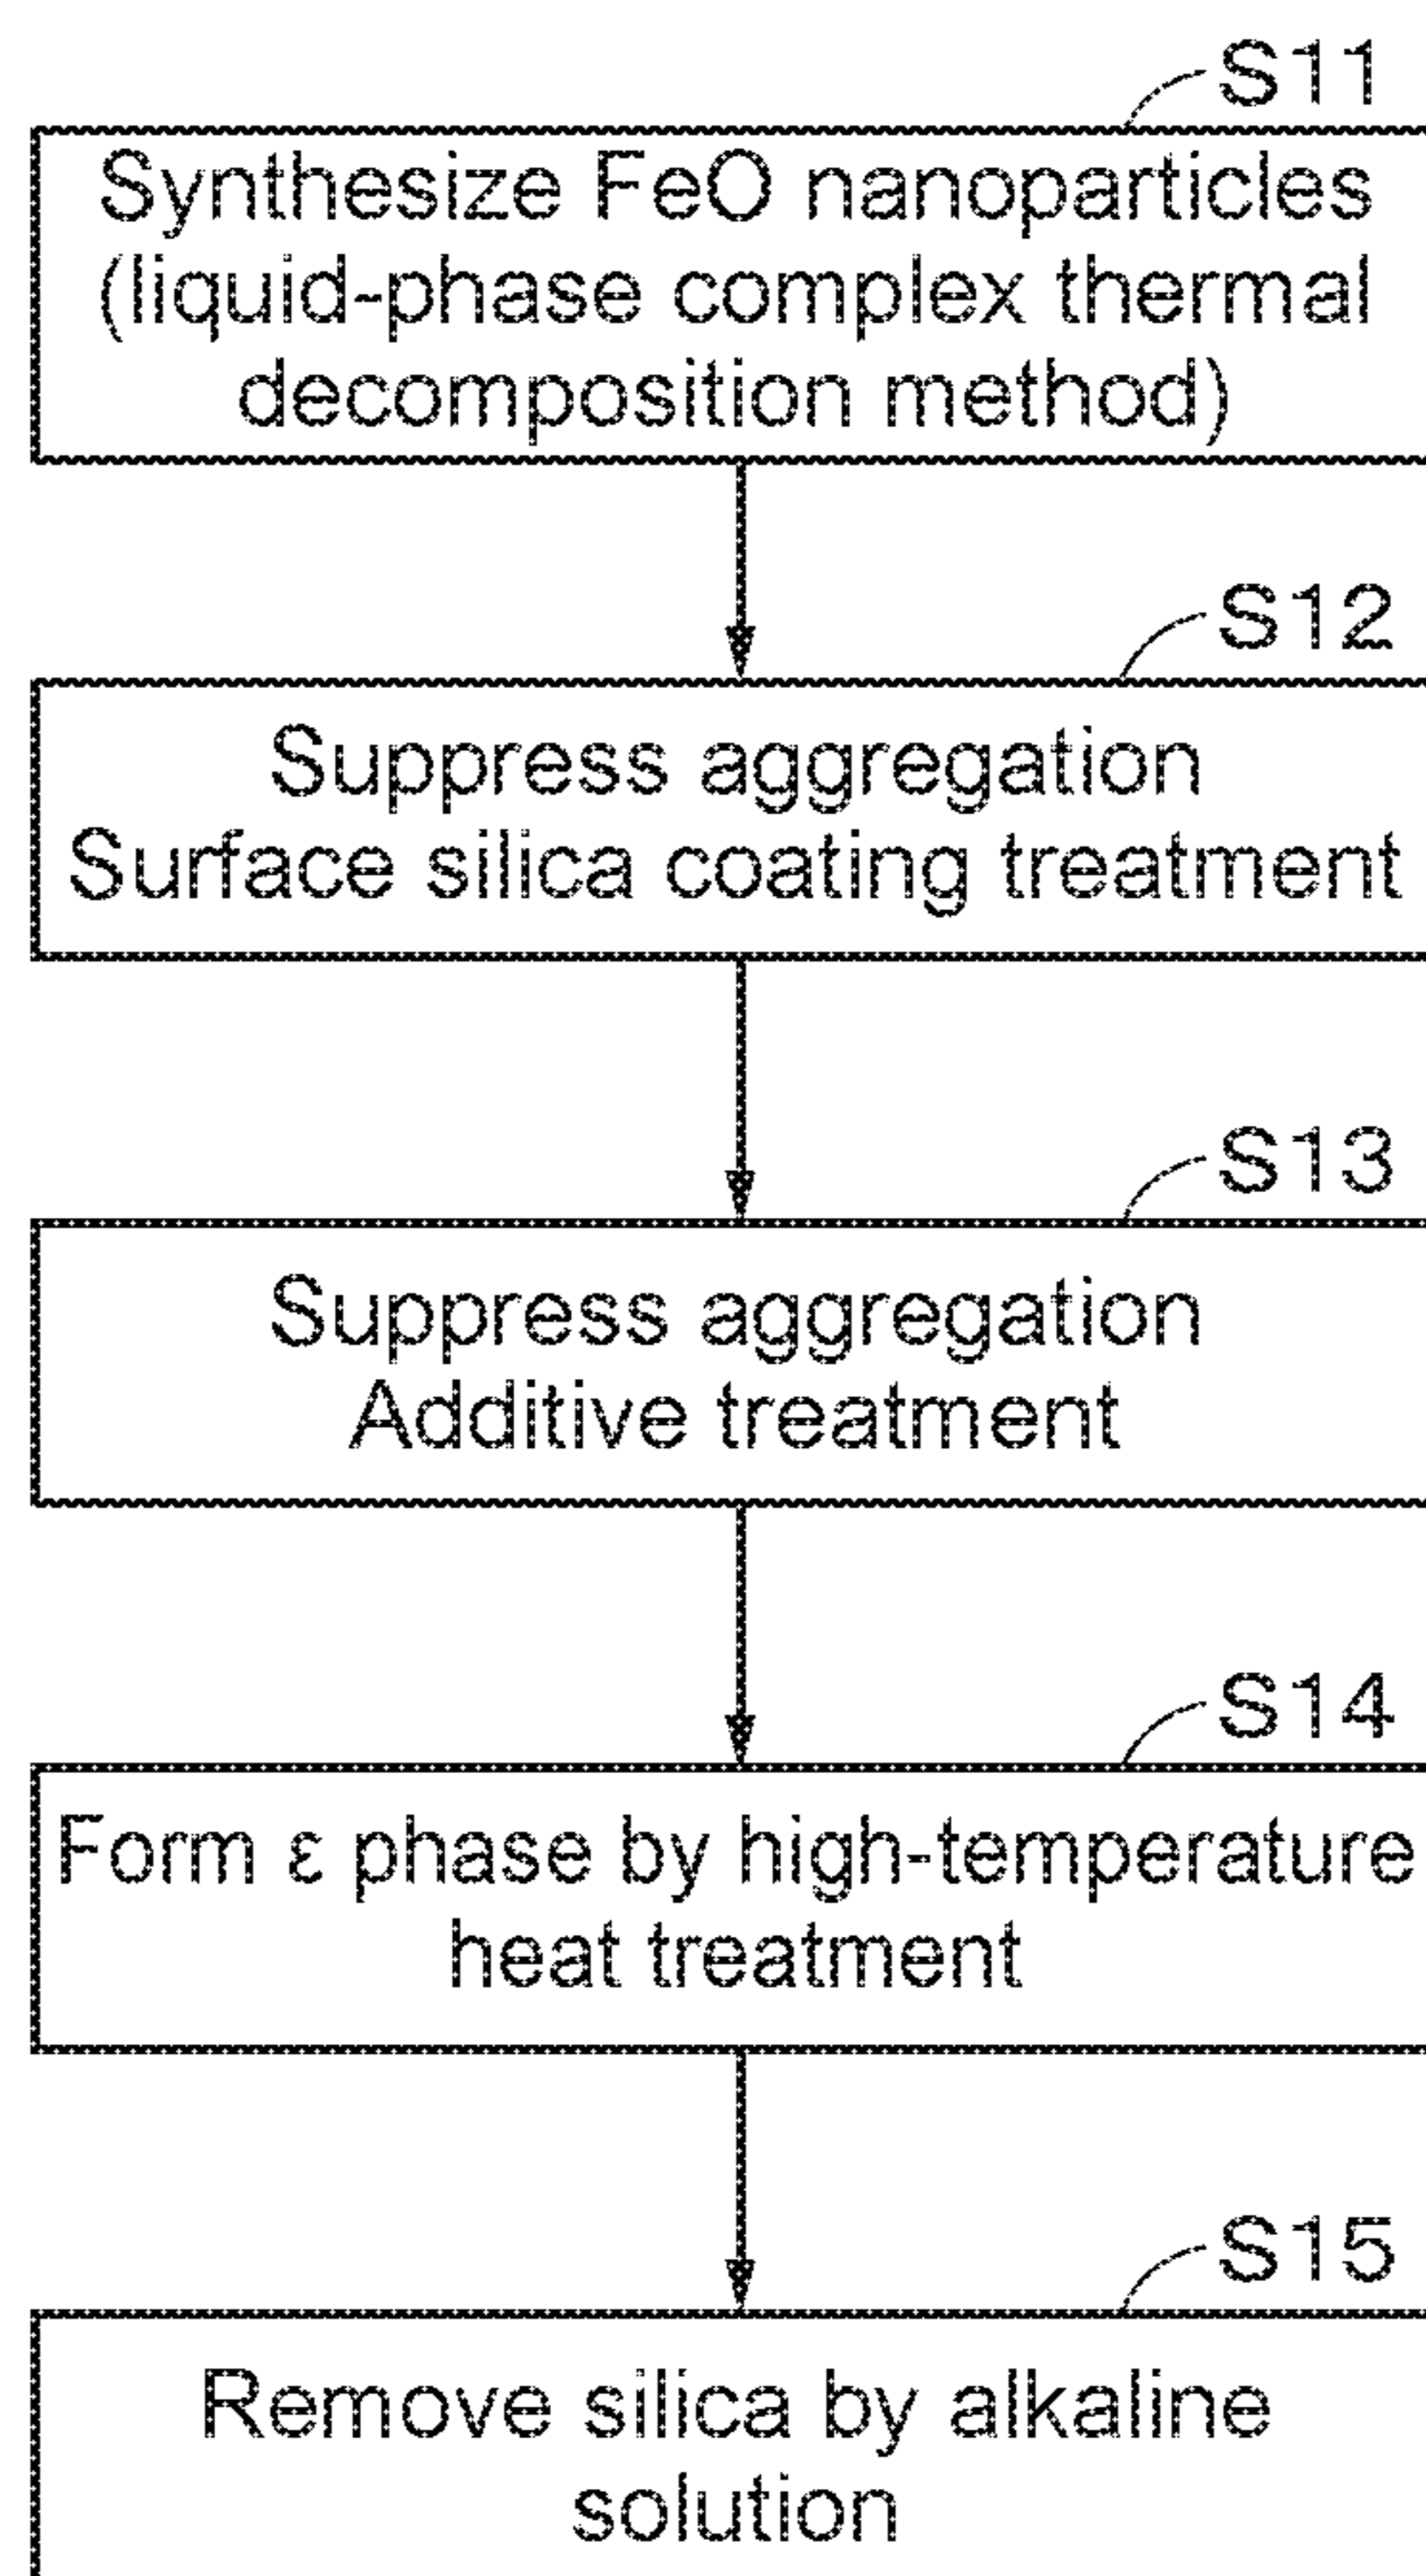 S11
Synthesize FeO nanoparticles
(liquid-phase complex thermal
decomposition method)
S12
Suppress aggregation
Surface silica coating treatment
S13
Suppress aggregation
Additive treatment
S14
Form ε phase by high-temperature
heat treatment
S15
Remove silica by alkaline
solution